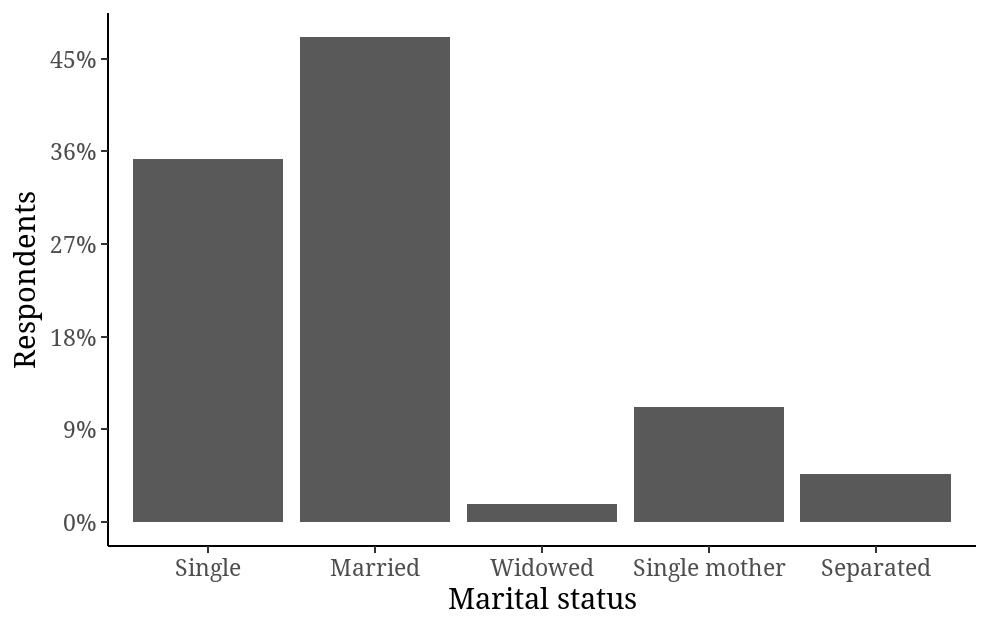 Respondents
45%
36%
27%
18%
9%
0%
Single Married Widowed Single mother Separated
Marital status